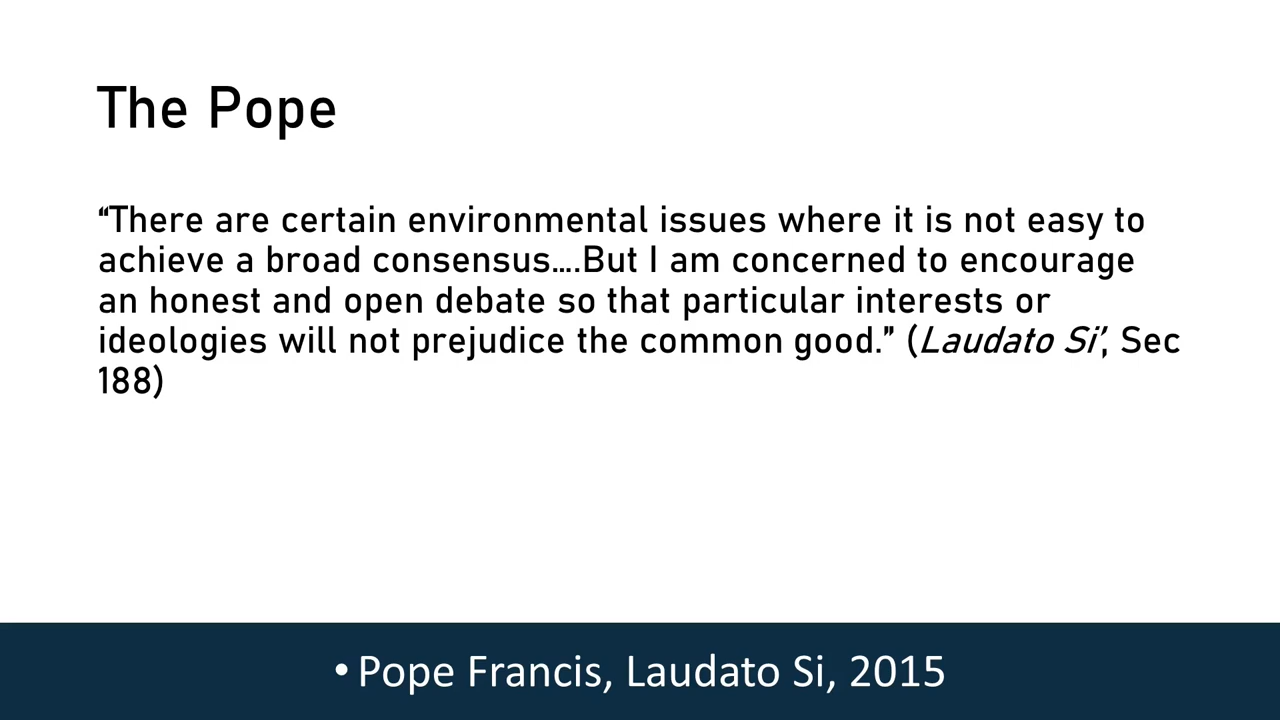 The Pope
“There are certain environmental issues where it is not easy to
achieve a broad consensus….But I am concerned to encourage
an honest and open debate so that particular interests or
ideologies will not prejudice the common good.” (Laudato Si’, Sec
188)
• Pope Francis, Laudato Si, 2015